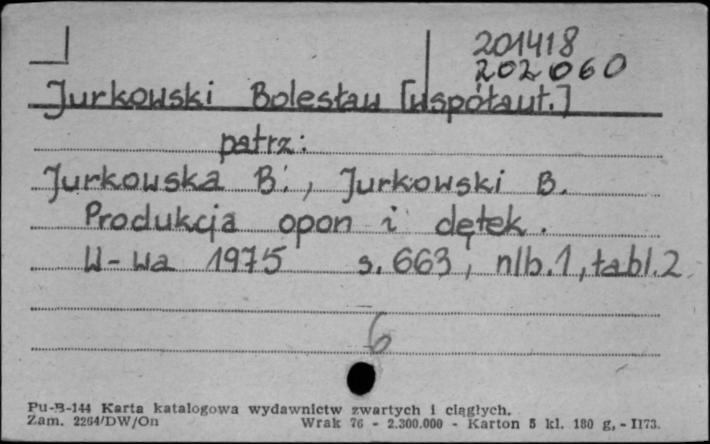 201418
202060
Jurkowski Bolesław [współaut.]
patrz:
Jurkowska B., Jurkowski B.
Produkcja opon i dętek.
W-wa 1975 s. 663, nlb. 1, tabl. 2
6
Pu-B-144 Karta katalogowa wydawnictw zwartych i ciągłych.
Zam. 2264/DW/On Wrak 76 - 2.300.000 - Karton 5 kl. 180 g, - II73.